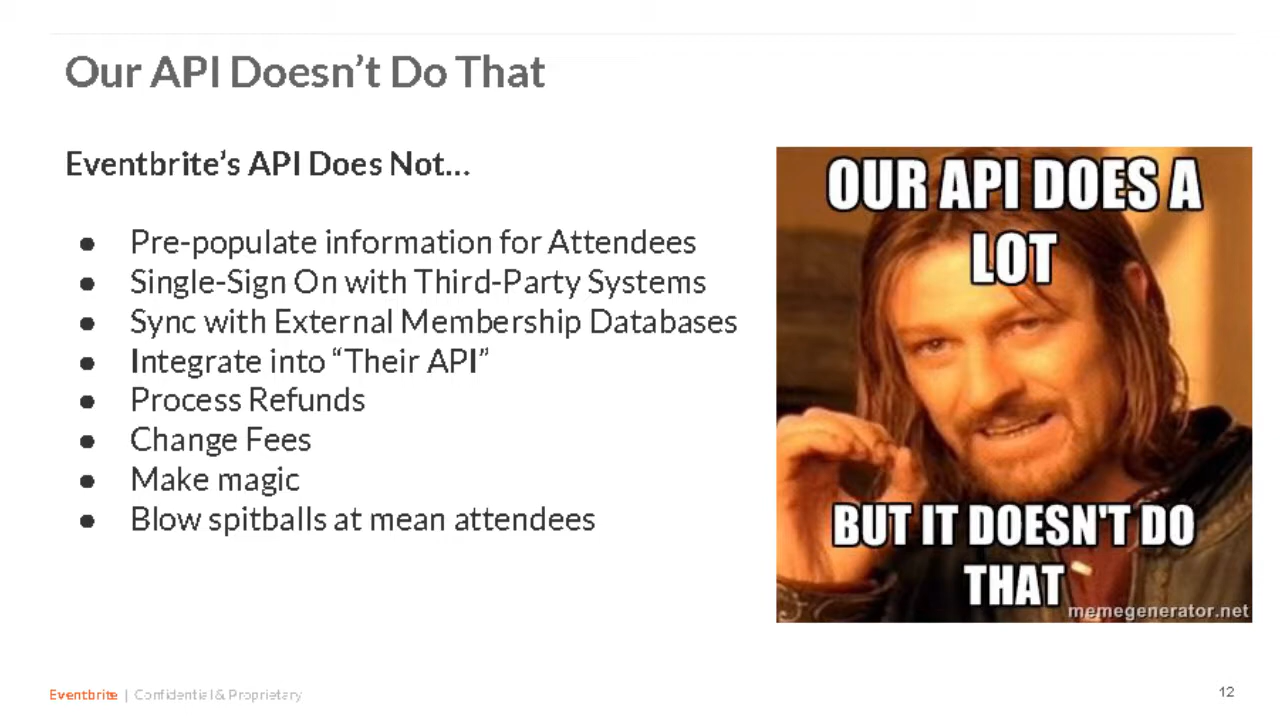 Our API Doesn’t Do That
Eventbrite’s API Does Not...
● Pre-populate information for Attendees
● Single-Sign On with Third-Party Systems
● Sync with External Membership Databases
● Integrate into “Their API”
● Process Refunds
● Change Fees
● Make magic
● Blow spitballs at mean attendees
OUR API DOES A
LOT
BUT IT DOESN'T DO
THAT
memegenerator.net
Eventbrite | Confidential & Proprietary
12